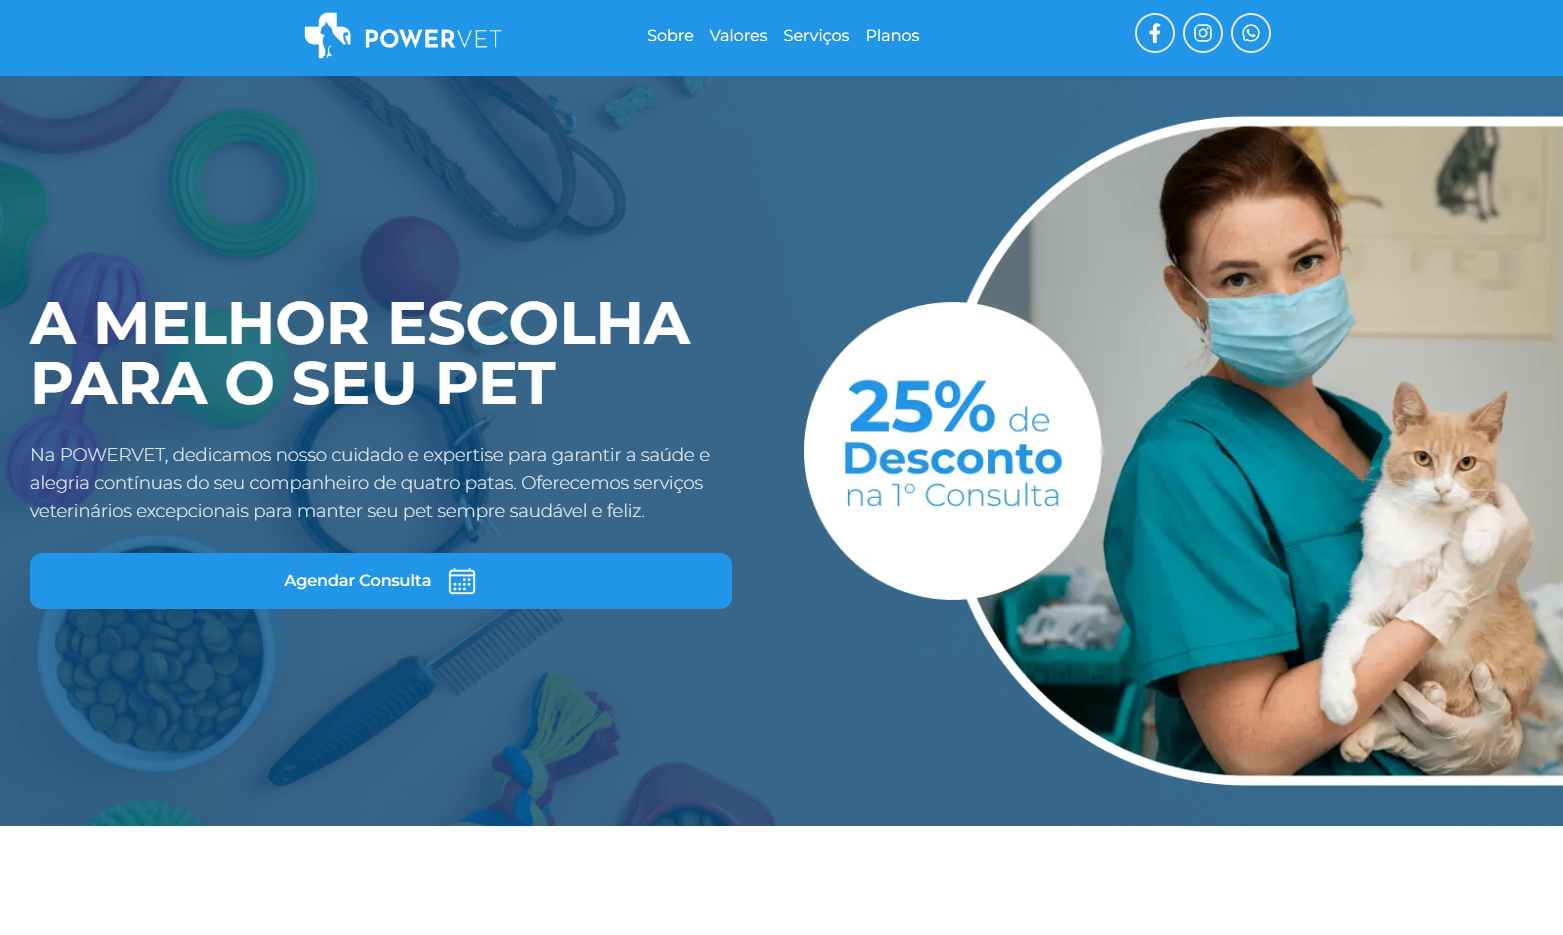 POWERVET
Sobre Valores Serviços Planos
A MELHOR ESCOLHA
PARA O SEU PET
Na POWERVET, dedicamos nosso cuidado e expertise para garantir a saúde e
alegria contínuas do seu companheiro de quatro patas. Oferecemos serviços
veterinários excepcionais para manter seu pet sempre saudável e feliz.
Agendar Consulta
25% de
Desconto
na 1º Consulta